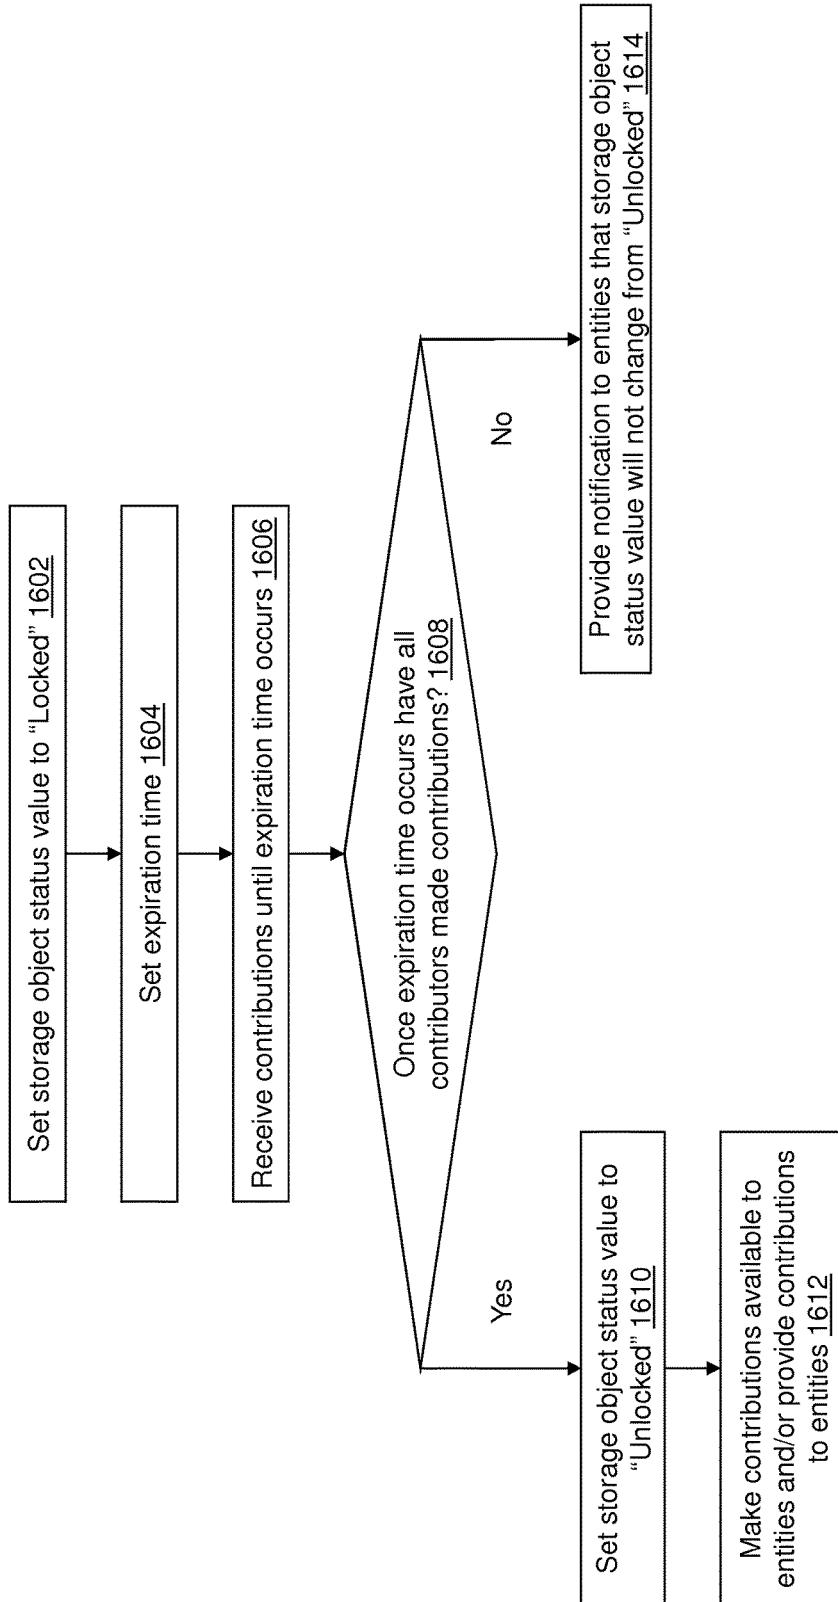 Set storage object status value to “Locked” 1602
Set expiration time 1604
Receive contributions until expiration time occurs 1606
Once expiration time occurs have all
contributors made contributions? 1608
Yes
No
Set storage object status value to
“Unlocked” 1610
Make contributions available to
entities and/or provide contributions
to entities 1612
Provide notification to entities that storage object
status value will not change from “Unlocked” 1614